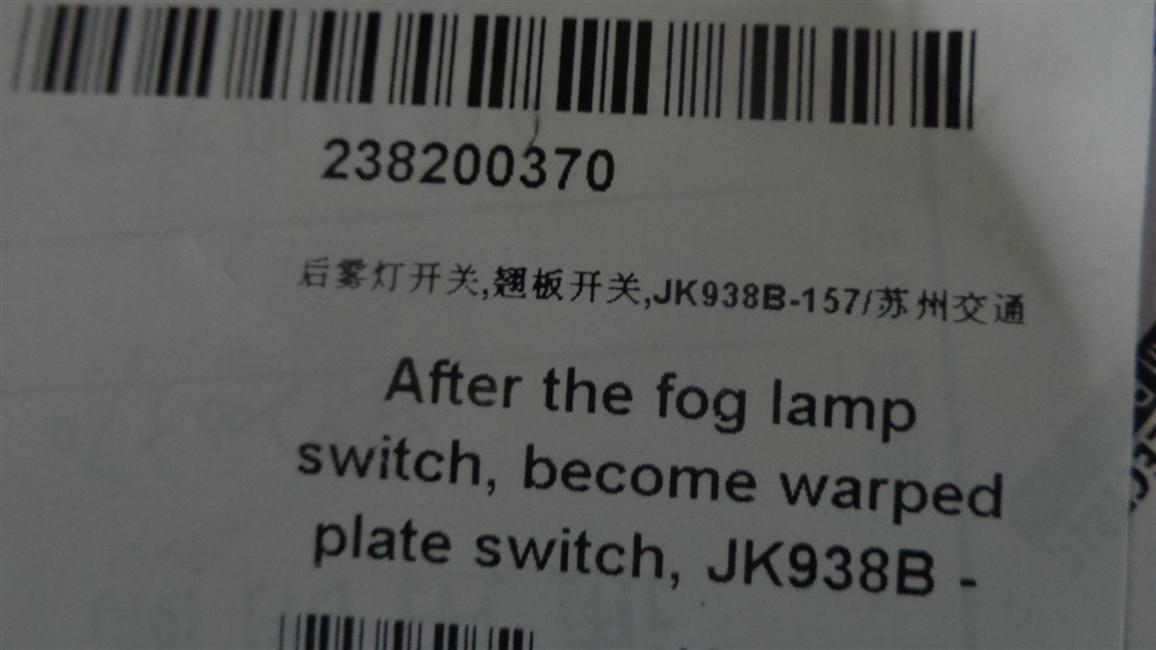 238200370
后雾灯开关,翘板开关,JK938B-157/苏州交通
After the fog lamp
switch, become warped
plate switch, JK938B -